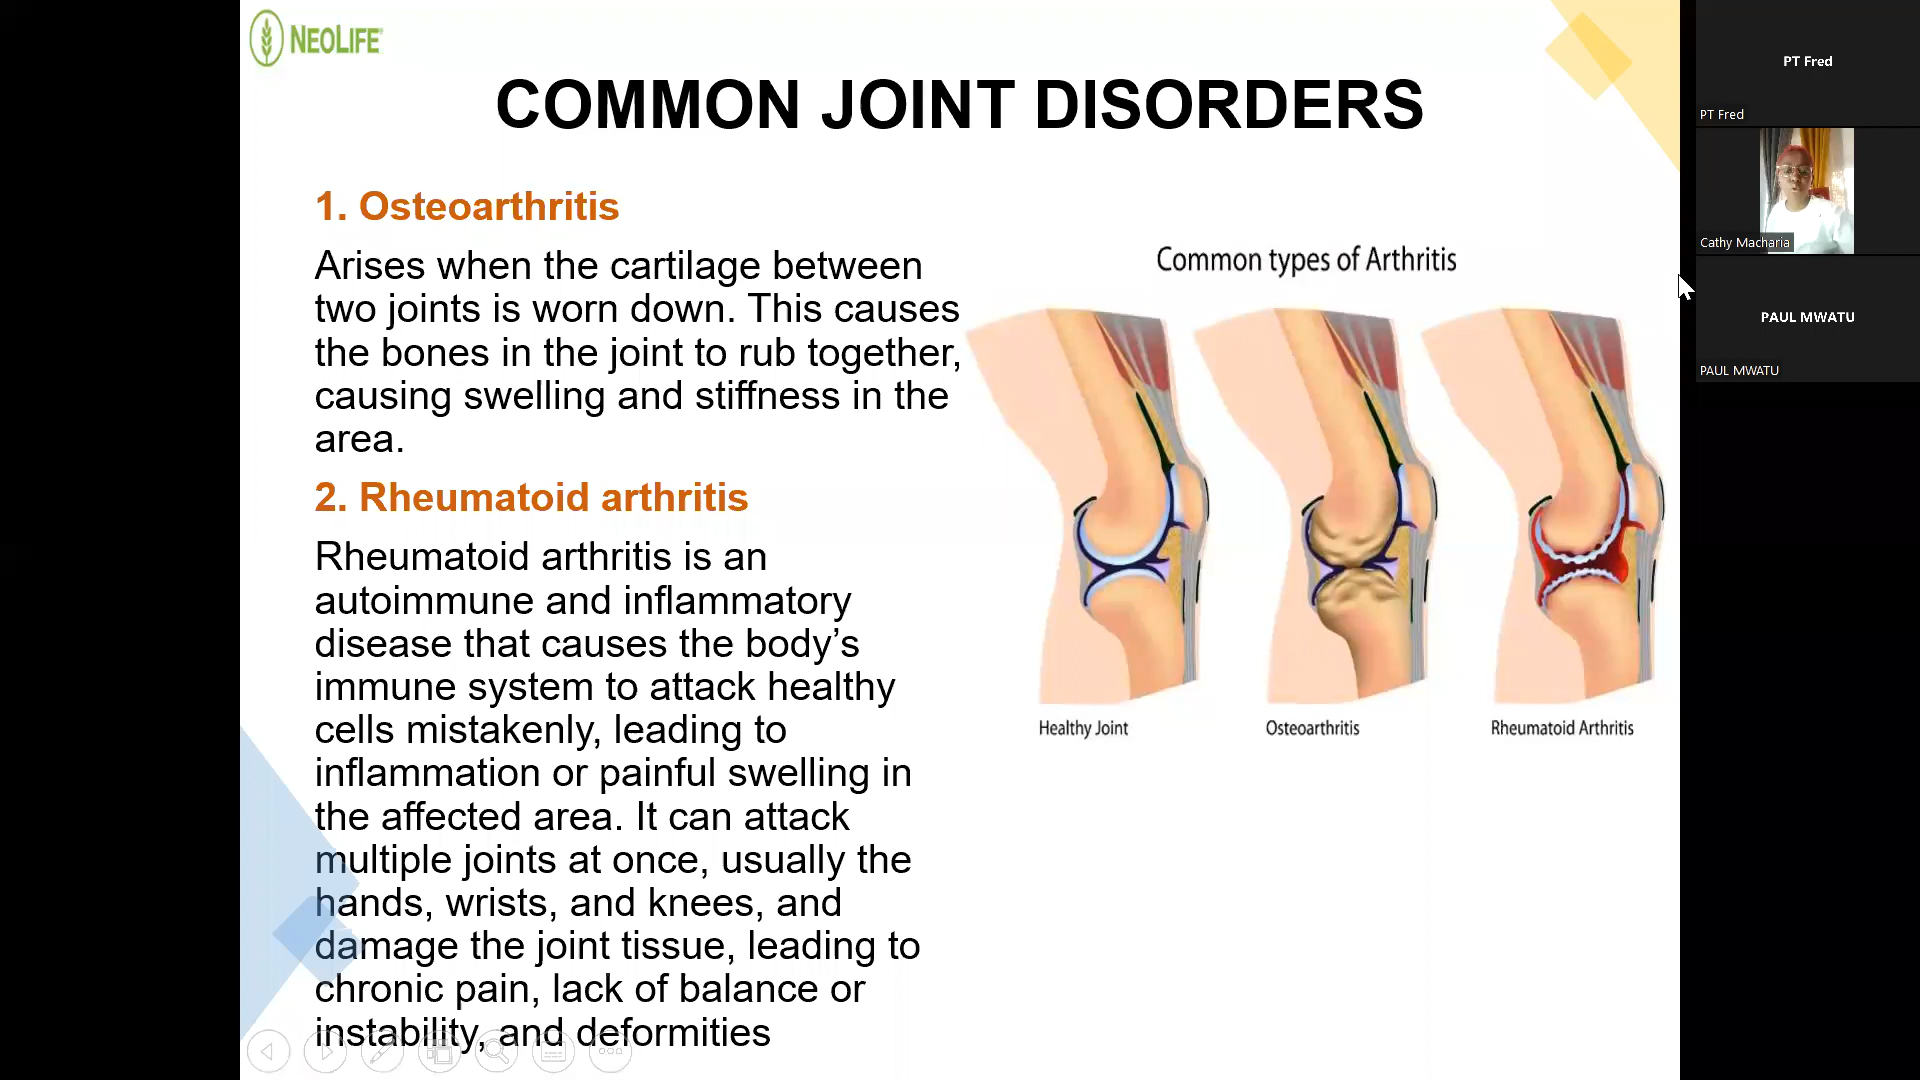 NEOLIFE
COMMON JOINT DISORDERS
1. Osteoarthritis
Arises when the cartilage between
two joints is worn down. This causes
the bones in the joint to rub together,
causing swelling and stiffness in the
area.
2. Rheumatoid arthritis
Rheumatoid arthritis is an
autoimmune and inflammatory
disease that causes the body’s
immune system to attack healthy
cells mistakenly, leading to
inflammation or painful swelling in
the affected area. It can attack
multiple joints at once, usually the
hands, wrists, and knees, and
damage the joint tissue, leading to
chronic pain, lack of balance or
instability, and deformities
Common types of Arthritis
Healthy Joint
Osteoarthritis
Rheumatoid Arthritis
PT Fred
PT Fred
Cathy Macharia
PAUL MWATU
PAUL MWATU